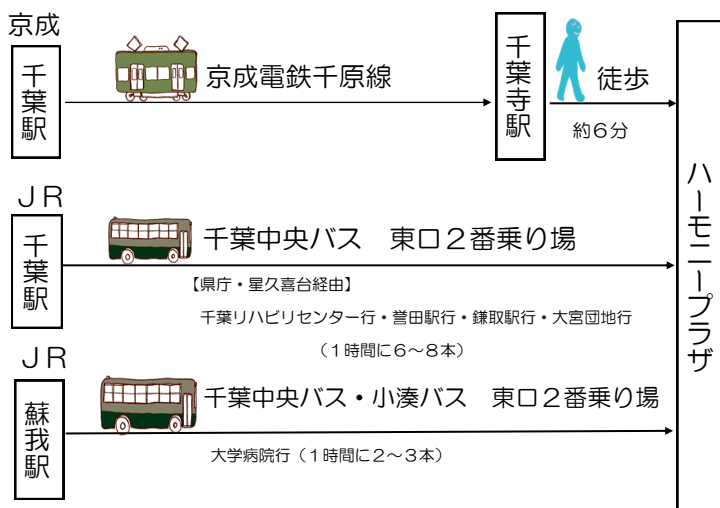 京成
千葉駅
京成電鉄千原線
千葉寺駅
徒歩
約6分
ハーモニープラザ
JR
千葉駅
千葉中央バス 東口2番乗り場
【県庁・星久喜台経由】
千葉リハビリセンター行・誉田駅行・鎌取駅行・大宮団地行
(1時間に6~8本)
JR
蘇我駅
千葉中央バス・小湊バス 東口2番乗り場
大学病院行(1時間に2~3本)